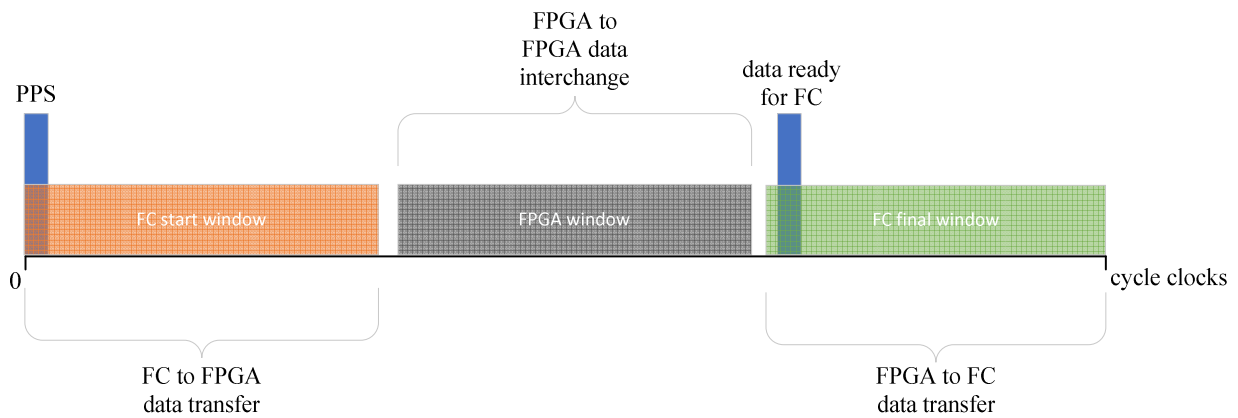 FPGA to
FPGA data
interchange
data ready
for FC
PPS
FC start window
FPGA window
FC final window
0
cycle clocks
FC to FPGA
data transfer
FPGA to FC
data transfer